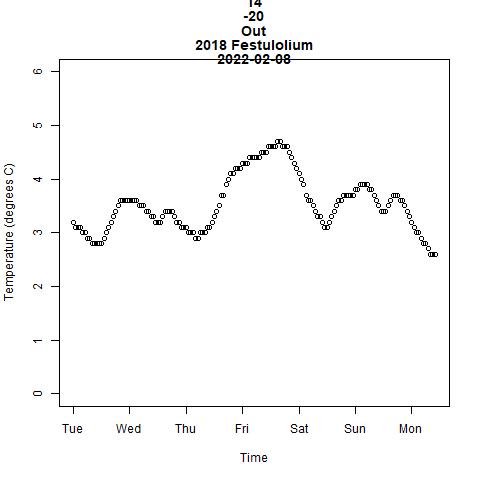 14
-20
Out
2018 Festulolium
2022-02-08
6
5
4
3
2
1
0
Temperature (degrees C)
Tue Wed Thu Fri Sat Sun Mon
Time